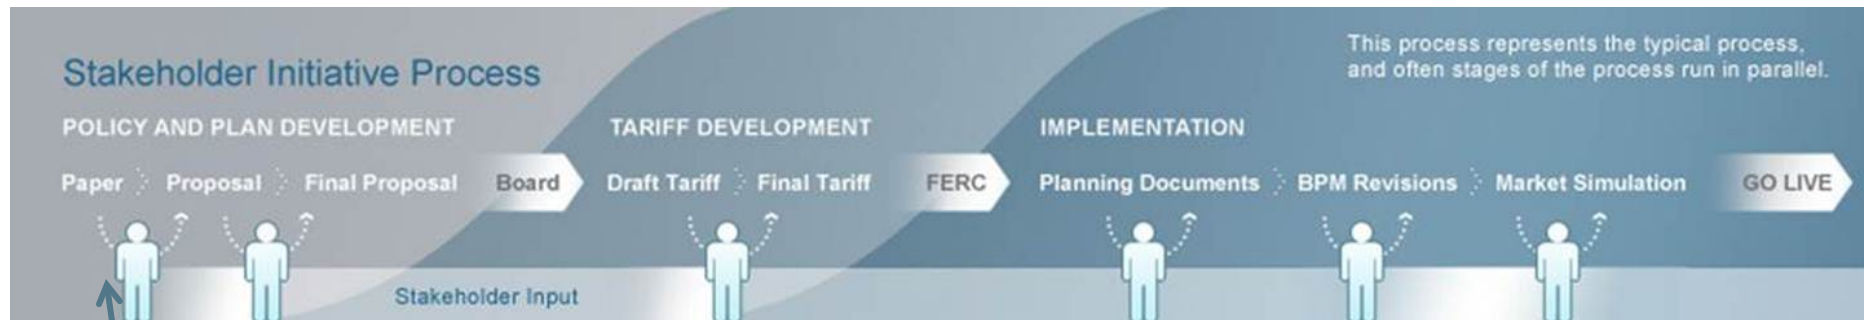 This process represents the typical process,
and often stages of the process run in parallel.
Stakeholder Initiative Process
POLICY AND PLAN DEVELOPMENT
TARIFF DEVELOPMENT
IMPLEMENTATION
Paper Proposal Final Proposal Board Draft Tariff Final Tariff FERC Planning Documents BPM Revisions Market Simulation GO LIVE
Stakeholder Input